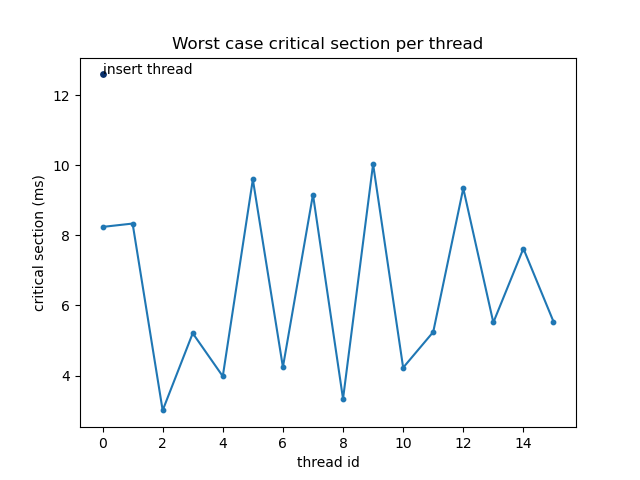 Worst case critical section per thread
insert thread
12
10
8
6
4
critical section (ms)
0 2 4 6 8 10 12 14
thread id